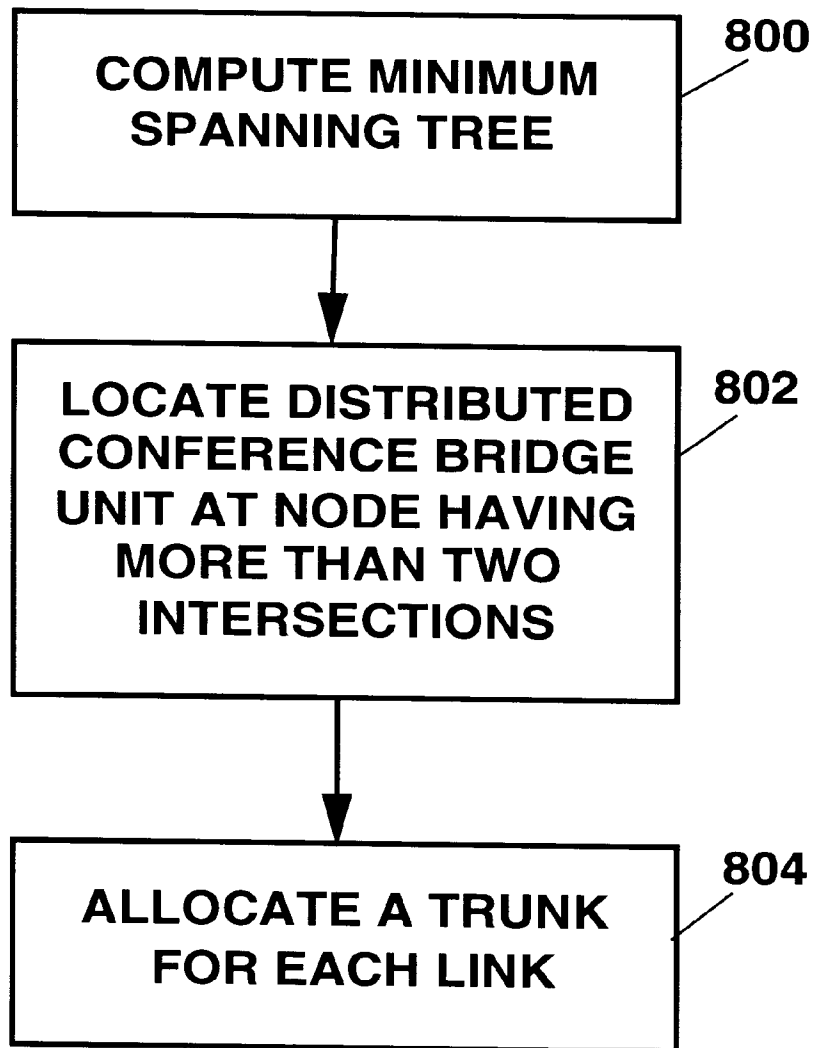 800
COMPUTE MINIMUM
SPANNING TREE
802
LOCATE DISTRIBUTED
CONFERENCE BRIDGE
UNIT AT NODE HAVING
MORE THAN TWO
INTERSECTIONS
804
ALLOCATE A TRUNK
FOR EACH LINK